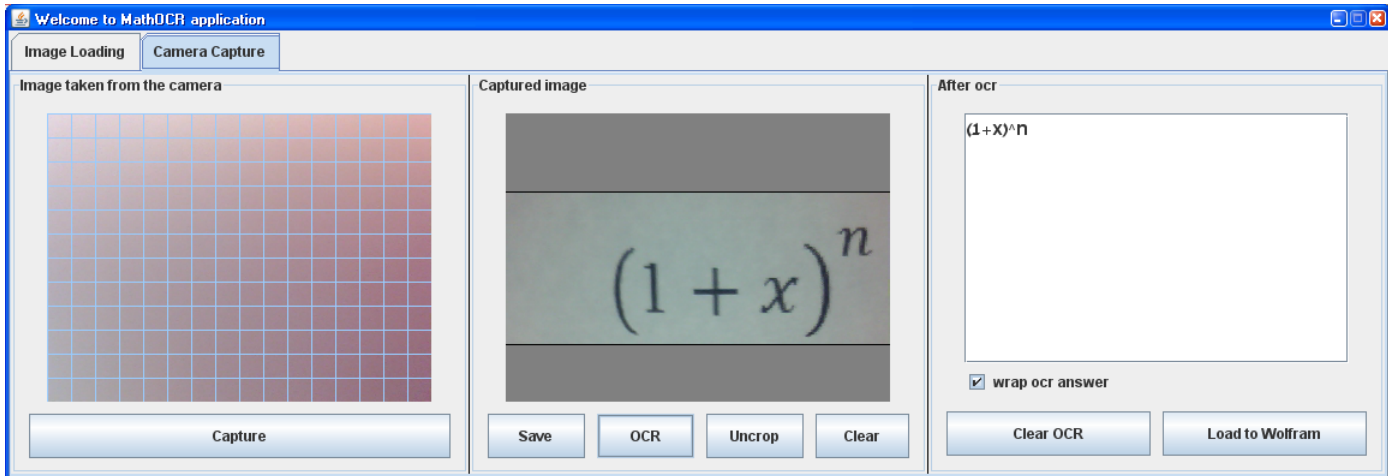 Welcome to MathOCR application
Image Loading
Camera Capture
Image taken from the camera
Captured image
After ocr
(1 + x)^n
(1+X)^n
wrap ocr answer
Capture
Save
OCR
Uncrop
Clear
Clear OCR
Load to Wolfram